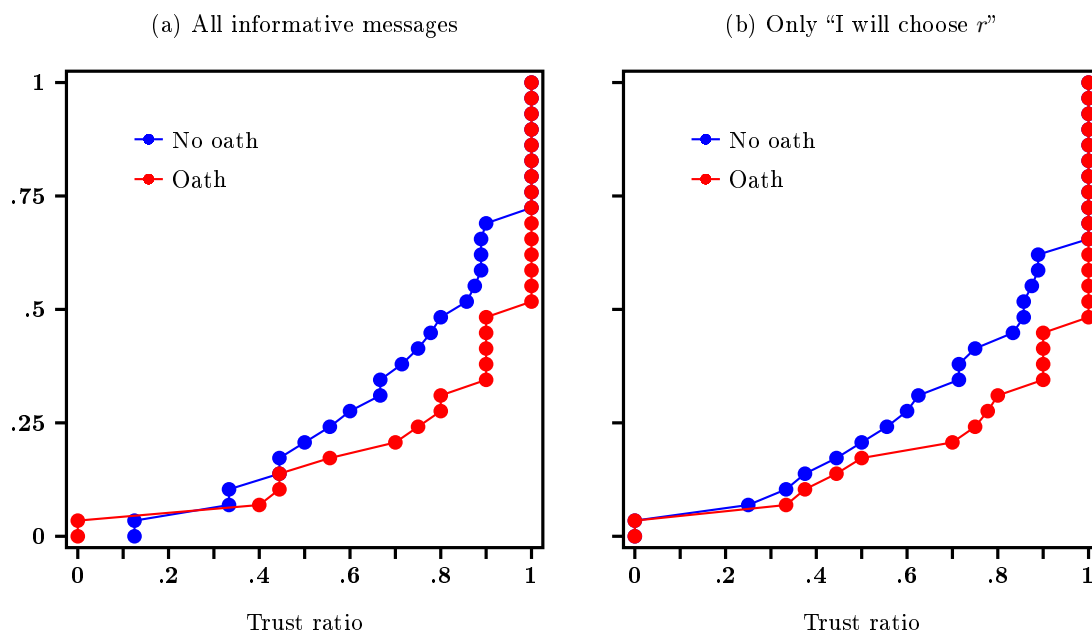 (a) All informative messages
1
.75
.5
.25
0
No oath
Oath
0 .2 .4 .6 .8 1
Trust ratio
(b) Only “I will choose r”
No oath
Oath
0 .2 .4 .6 .8 1
Trust ratio